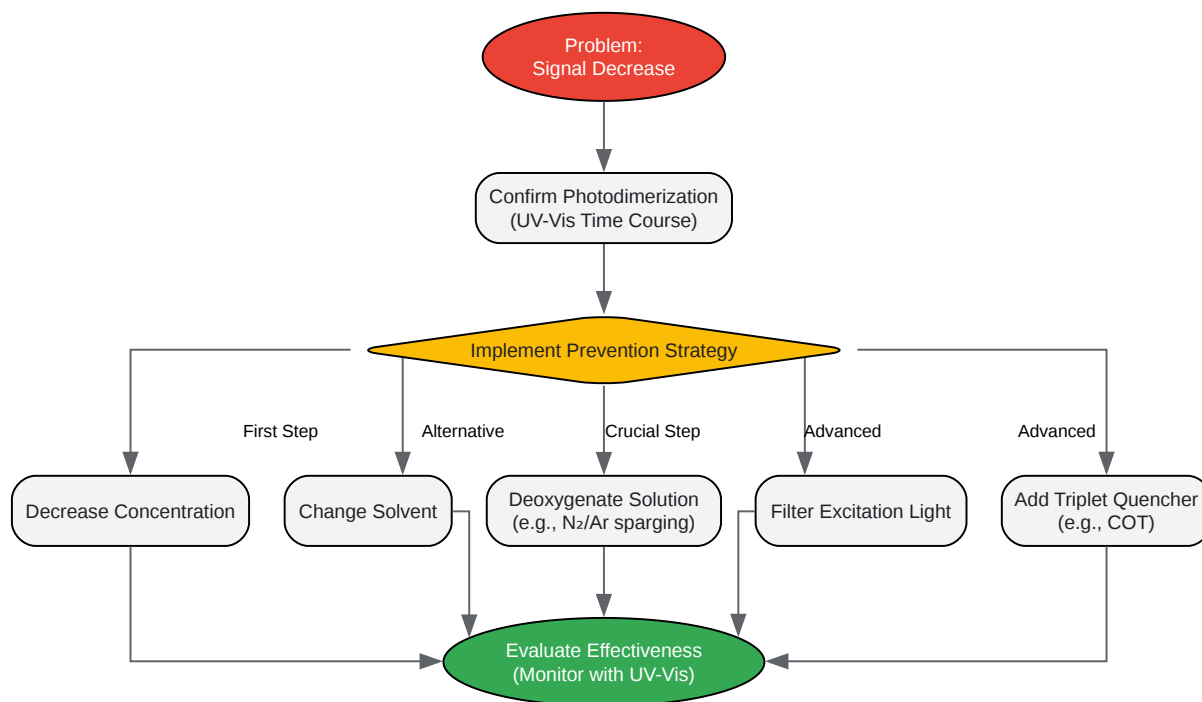 Problem:
Signal Decrease
Confirm Photodimerization
(UV-Vis Time Course)
Implement Prevention Strategy
First Step
Alternative
Crucial Step
Advanced
Advanced
Decrease Concentration
Change Solvent
Deoxygenate Solution
(e.g., N₂/Ar sparging)
Filter Excitation Light
Add Triplet Quencher
(e.g., COT)
Evaluate Effectiveness
(Monitor with UV-Vis)